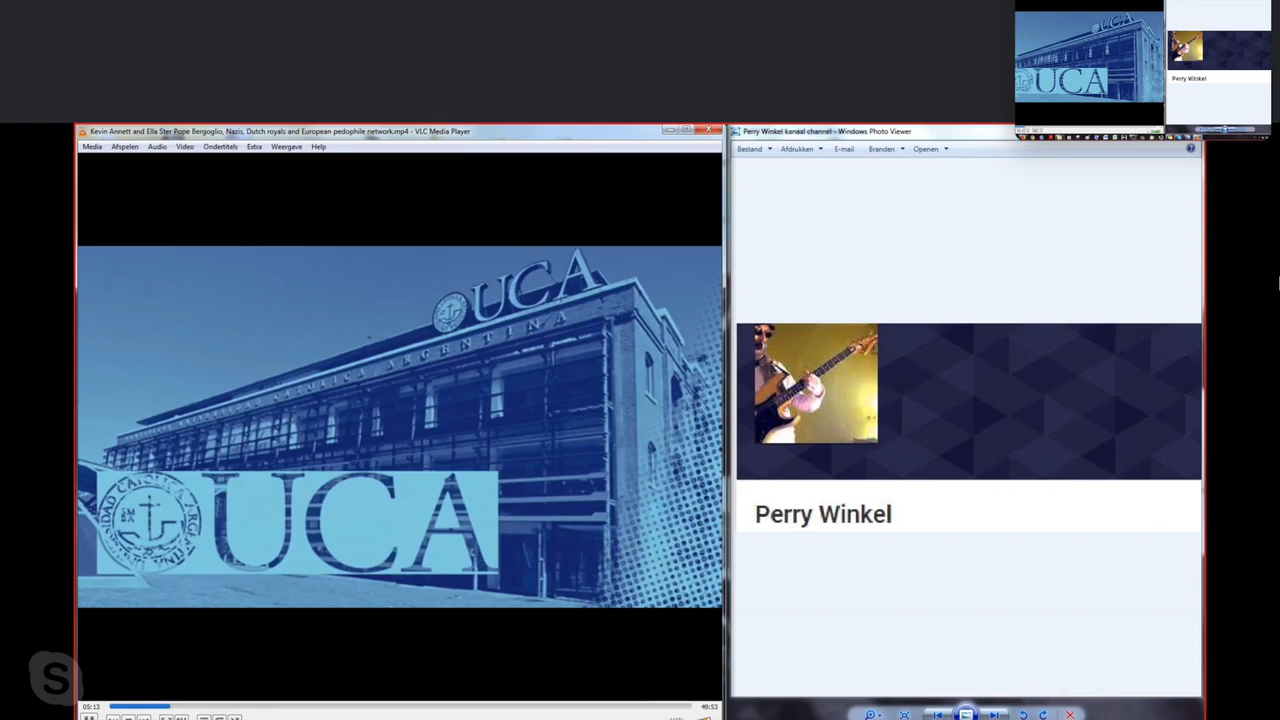 UCA
Perry Winkel
Kevin Annett and Ella Ster Pope Bergoglio, Nazis, Dutch royals and European pedophile network.mp4 - VLC Media Player
Media Afspelen Audio Video Ondertitels Extra Weergave Help
UCA
CATOLICA ARGENTINA
UCA
05:13
49:53
Perry Winkel kanaal channel - Windows Photo Viewer
Bestand Afdrukken E-mail Branden Openen
Perry Winkel
S